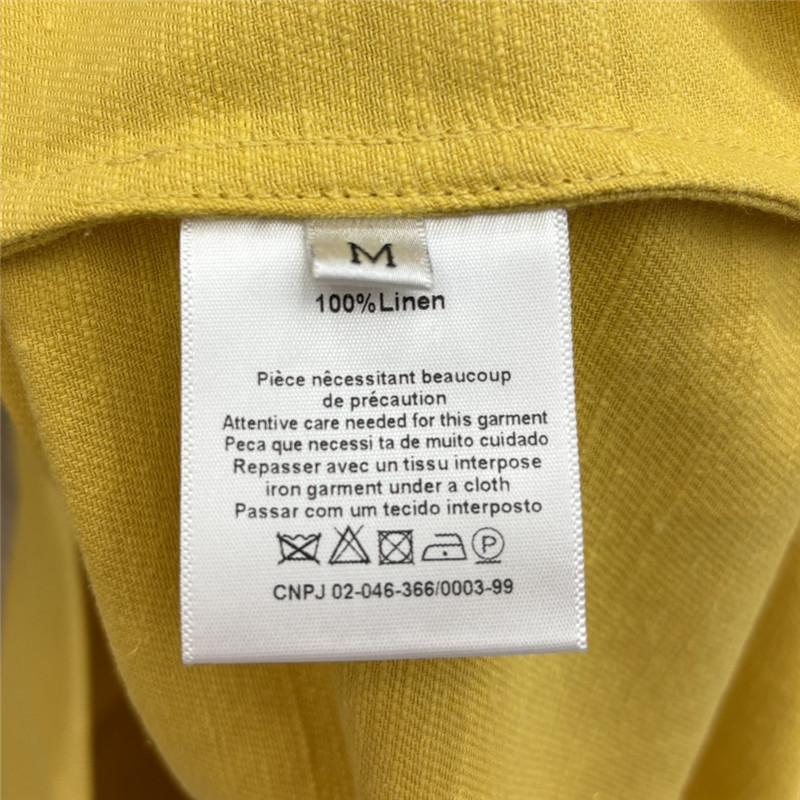 M
100%Linen
Pièce nêcessitant beaucoup
de précaution
Attentive care needed for this garment
Peca que necessi ta de muito cuidado
Repasser avec un tissu interpose
iron garment under a cloth
Passar com um tecido interposto
P
CNPJ 02-046-366/0003-99